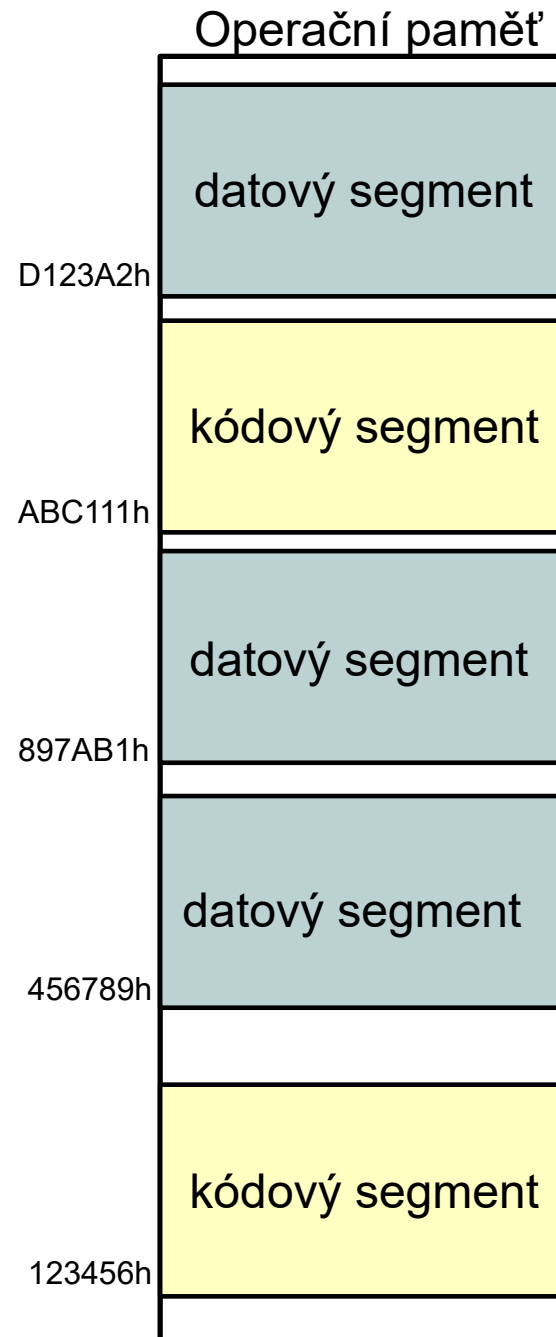 Operační paměť
datový segment
D123A2h
kódový segment
ABC111h
datový segment
897AB1h
datový segment
456789h
kódový segment
123456h